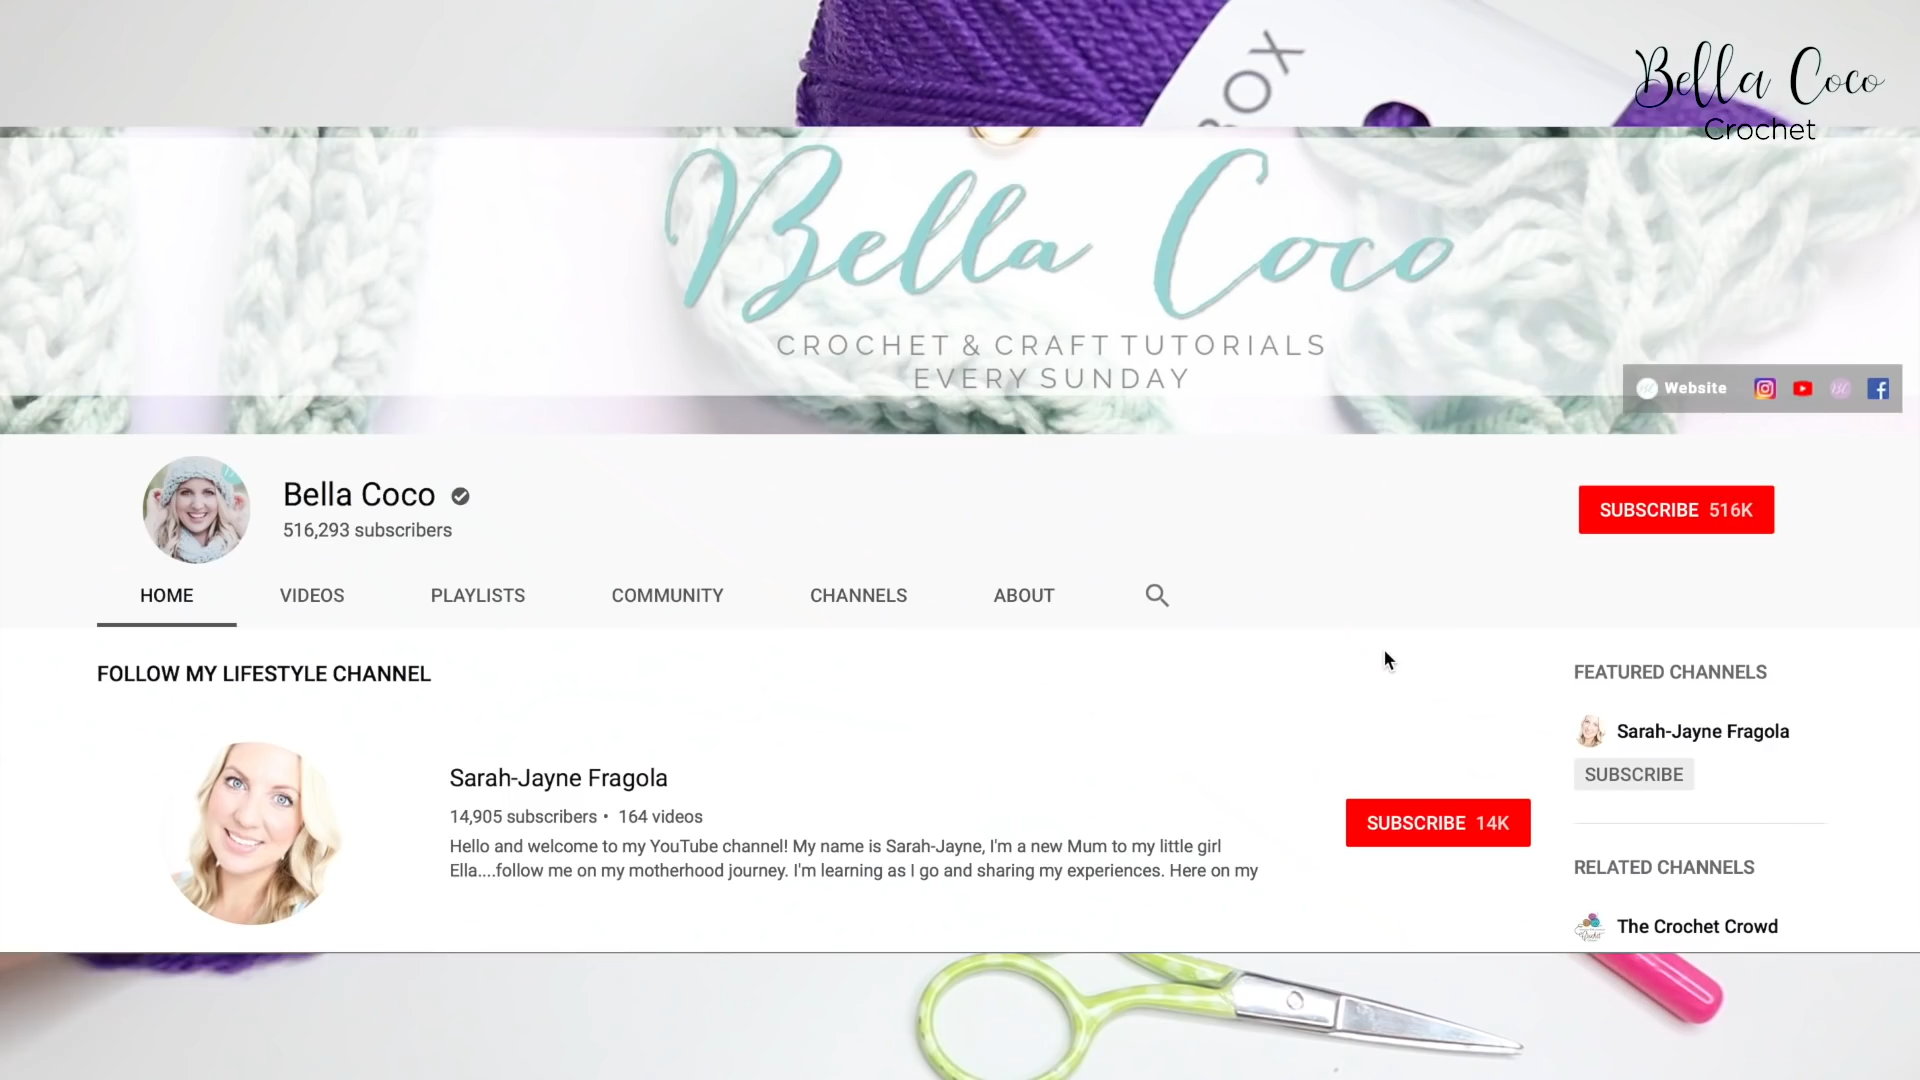 BOX
Bella Coco
Crochet
Bella Coco
CROCHET & CRAFT TUTORIALS
EVERY SUNDAY
Website
Bella Coco
516,293 subscribers
SUBSCRIBE 516K
HOME VIDEOS PLAYLISTS COMMUNITY CHANNELS ABOUT
FOLLOW MY LIFESTYLE CHANNEL
Sarah-Jayne Fragola
14,905 subscribers • 164 videos
Hello and welcome to my YouTube channel! My name is Sarah-Jayne, I'm a new Mum to my little girl
Ella....follow me on my motherhood journey. I'm learning as I go and sharing my experiences. Here on my
SUBSCRIBE 14K
FEATURED CHANNELS
Sarah-Jayne Fragola
SUBSCRIBE
RELATED CHANNELS
The Crochet Crowd